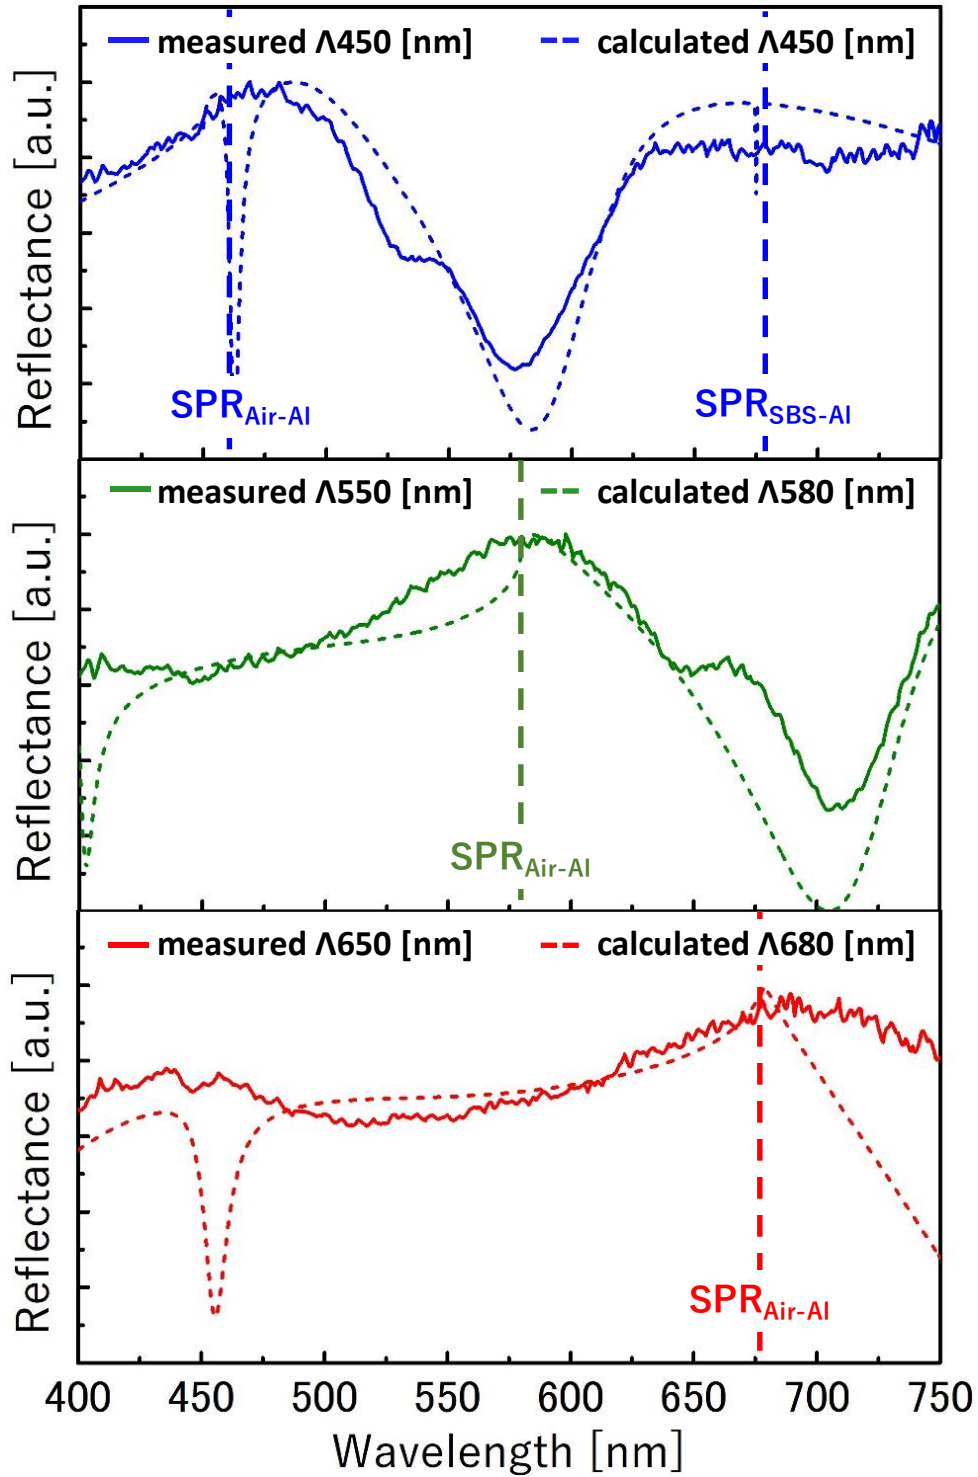 measured Λ450 [nm] calculated Λ450 [nm]
Reflectance [a.u.]
SPRAir-Al SPRSBS-Al
measured Λ550 [nm] calculated Λ580 [nm]
Reflectance [a.u.]
SPRAir-Al
measured Λ650 [nm] calculated Λ680 [nm]
Reflectance [a.u.]
SPRAir-Al
400 450 500 550 600 650 700 750
Wavelength [nm]